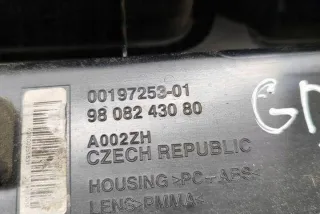 00197253-01
98 082 430 80
A002ZH
CZECH REPUBLIC
HOUSING >PC+ABS<
LENS >PMMA<